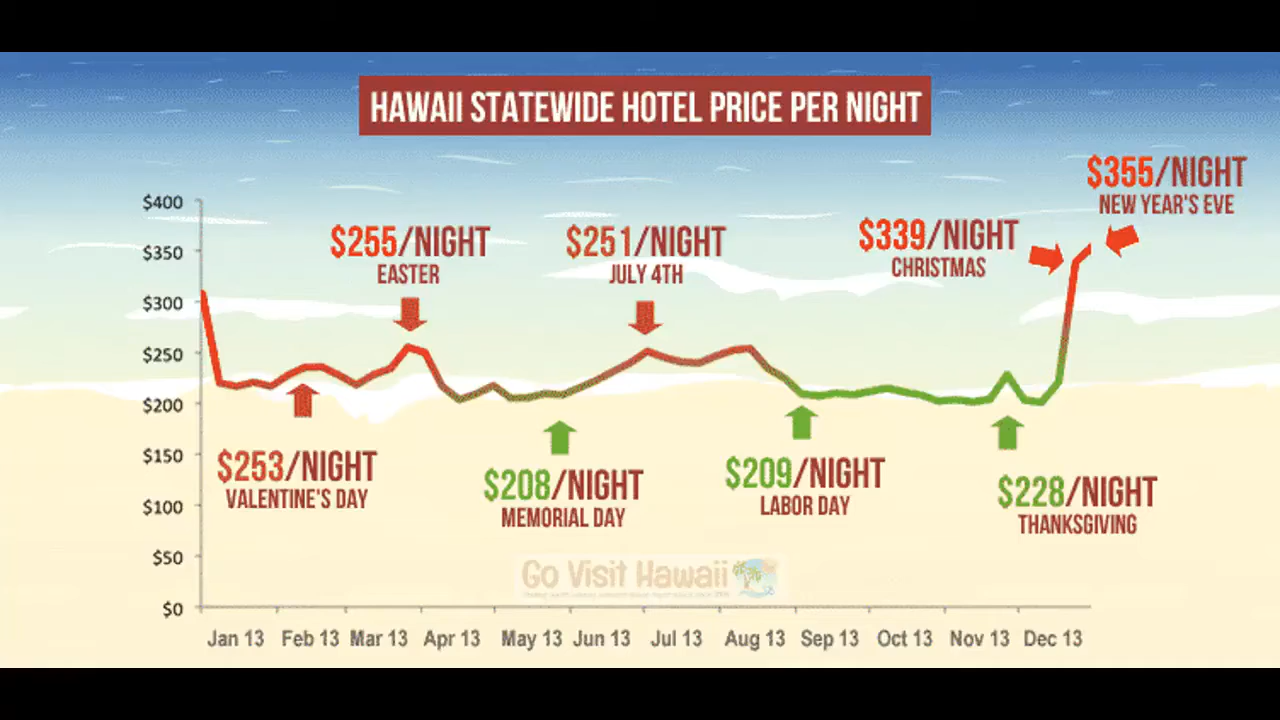 HAWAII STATEWIDE HOTEL PRICE PER NIGHT
$355/NIGHT
NEW YEAR'S EVE
$339/NIGHT
CHRISTMAS
$255/NIGHT
EASTER
$251/NIGHT
JULY 4TH
$400
$350
$300
$250
$200
$150
$100
$50
$0
$253/NIGHT
VALENTINE'S DAY
$208/NIGHT
MEMORIAL DAY
$209/NIGHT
LABOR DAY
$228/NIGHT
THANKSGIVING
Go Visit Hawaii
Jan 13 Feb 13 Mar 13 Apr 13 May 13 Jun 13 Jul 13 Aug 13 Sep 13 Oct 13 Nov 13 Dec 13